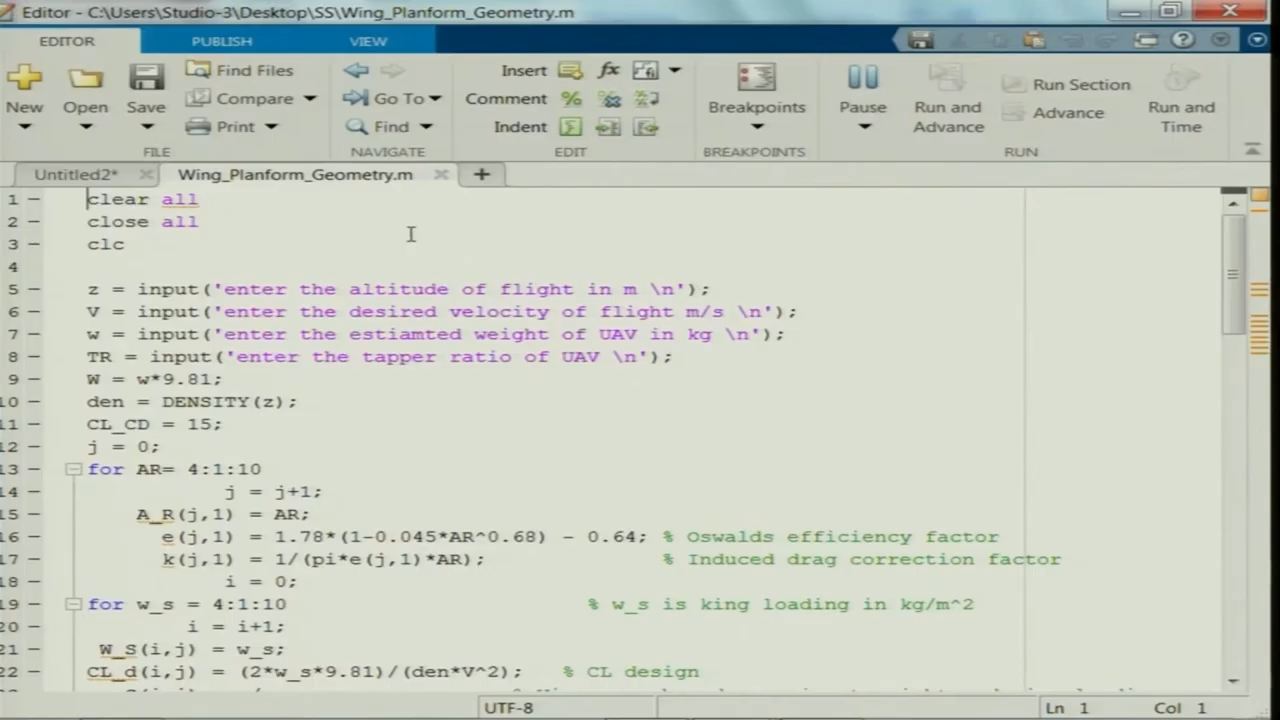 Editor - C:\Users\Studio-3\Desktop\SS\Wing_Planform_Geometry.m
EDITOR PUBLISH VIEW
New Open Save Find Files Compare Print
Go To Find
Insert Comment Indent
Breakpoints
Pause Run and Advance Run Section Advance Run and Time
FILE NAVIGATE EDIT BREAKPOINTS RUN
Untitled2* Wing_Planform_Geometry.m
1 clear all
2 close all
3 clc
4
5 z = input('enter the altitude of flight in m \n');
6 V = input('enter the desired velocity of flight m/s \n');
7 w = input('enter the estiamted weight of UAV in kg \n');
8 TR = input('enter the tapper ratio of UAV \n');
9 W = w*9.81;
10 den = DENSITY(z);
11 CL_CD = 15;
12 j = 0;
13 for AR= 4:1:10
14 j = j+1;
15 A_R(j,1) = AR;
16 e(j,1) = 1.78*(1-0.045*AR^0.68) - 0.64; % Oswalds efficiency factor
17 k(j,1) = 1/(pi*e(j,1)*AR); % Induced drag correction factor
18 i = 0;
19 for w_s = 4:1:10 % w_s is king loading in kg/m^2
20 i = i+1;
21 W_S(i,j) = w_s;
22 CL_d(i,j) = (2*w_s*9.81)/(den*V^2); % CL design
UTF-8 Ln 1 Col 1